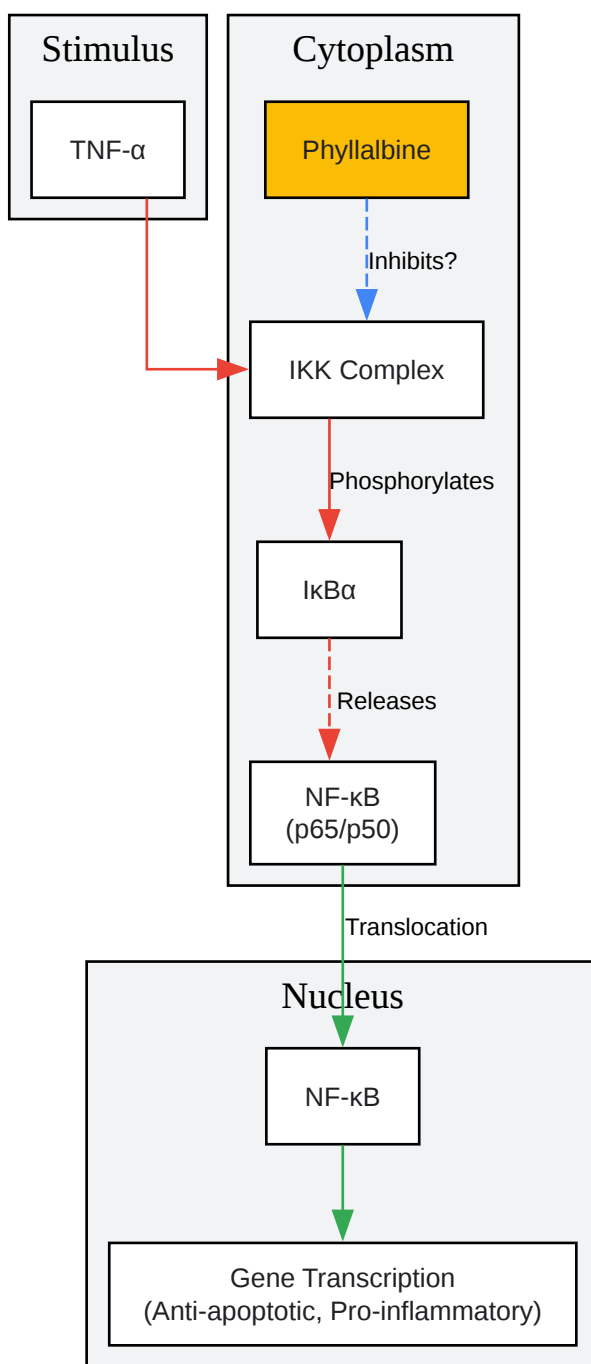 Stimulus
Cytoplasm
TNF-α
Phyllalbine
Inhibits?
IKK Complex
Phosphorylates
IκBα
Releases
NF-κB
(p65/p50)
Translocation
Nucleus
NF-κB
Gene Transcription
(Anti-apoptotic, Pro-inflammatory)